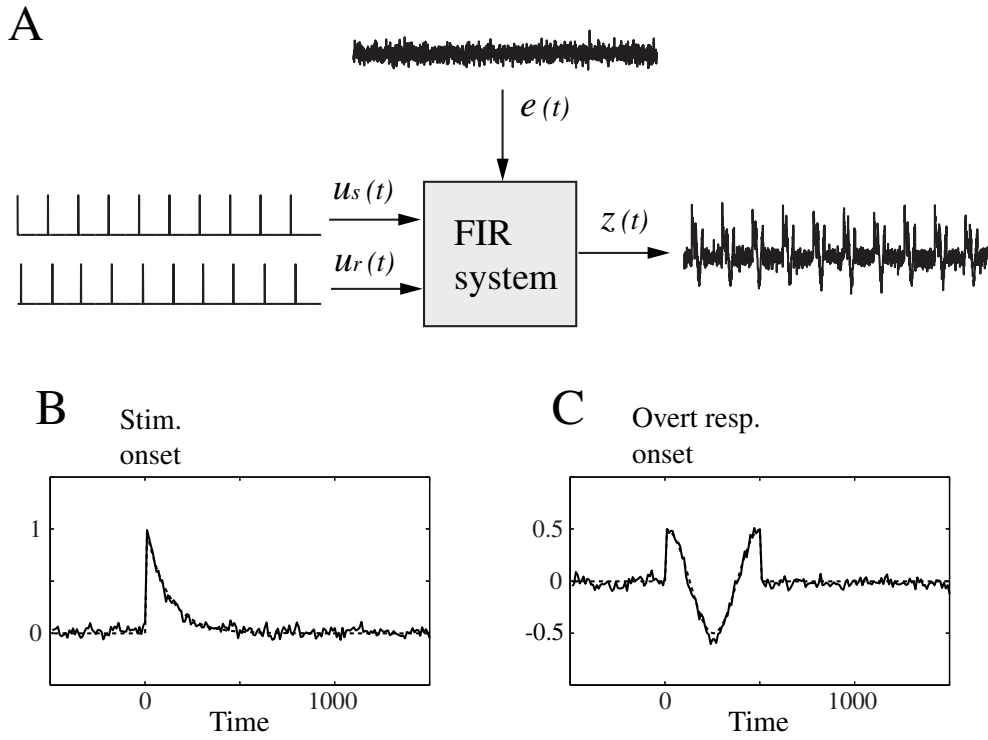 A
e (t)
us (t)
ur (t)
FIR
system
z (t)
B
Stim.
onset
1
0
0
1000
Time
C
Overt resp.
onset
0.5
0
-0.5
0
1000
Time